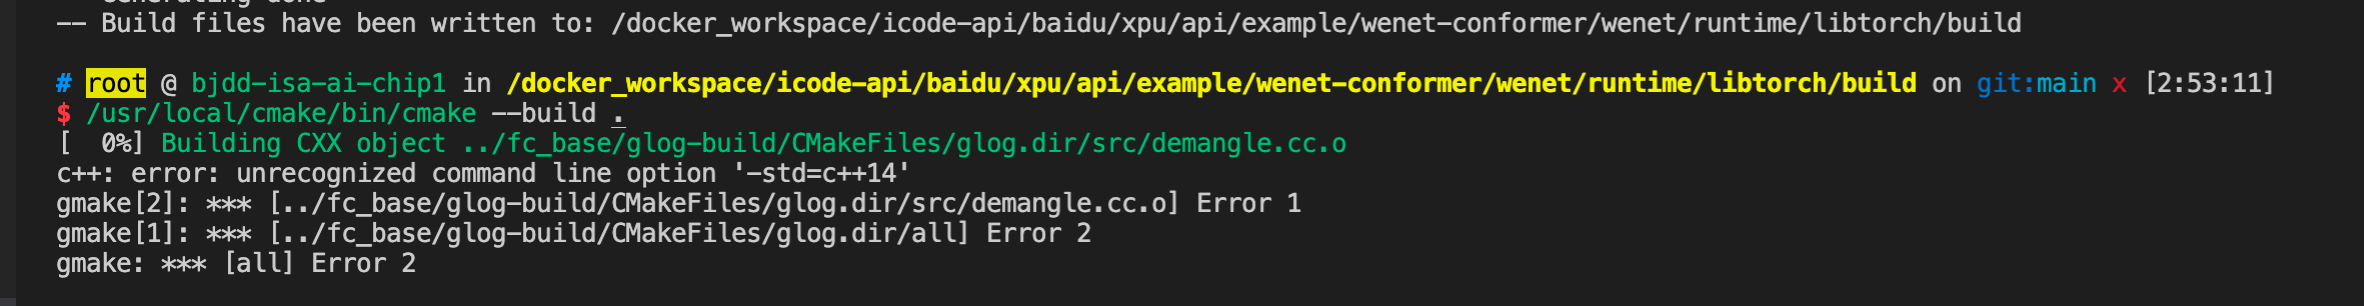 -- Generating done
-- Build files have been written to: /docker_workspace/icode-api/baidu/xpu/api/example/wenet-conformer/wenet/runtime/libtorch/build
# root @ bjdd-isa-ai-chip1 in /docker_workspace/icode-api/baidu/xpu/api/example/wenet-conformer/wenet/runtime/libtorch/build on git:main x [2:53:11]
$ /usr/local/cmake/bin/cmake --build .
[  0%] Building CXX object ../fc_base/glog-build/CMakeFiles/glog.dir/src/demangle.cc.o
c++: error: unrecognized command line option '-std=c++14'
gmake[2]: *** [../fc_base/glog-build/CMakeFiles/glog.dir/src/demangle.cc.o] Error 1
gmake[1]: *** [../fc_base/glog-build/CMakeFiles/glog.dir/all] Error 2
gmake: *** [all] Error 2